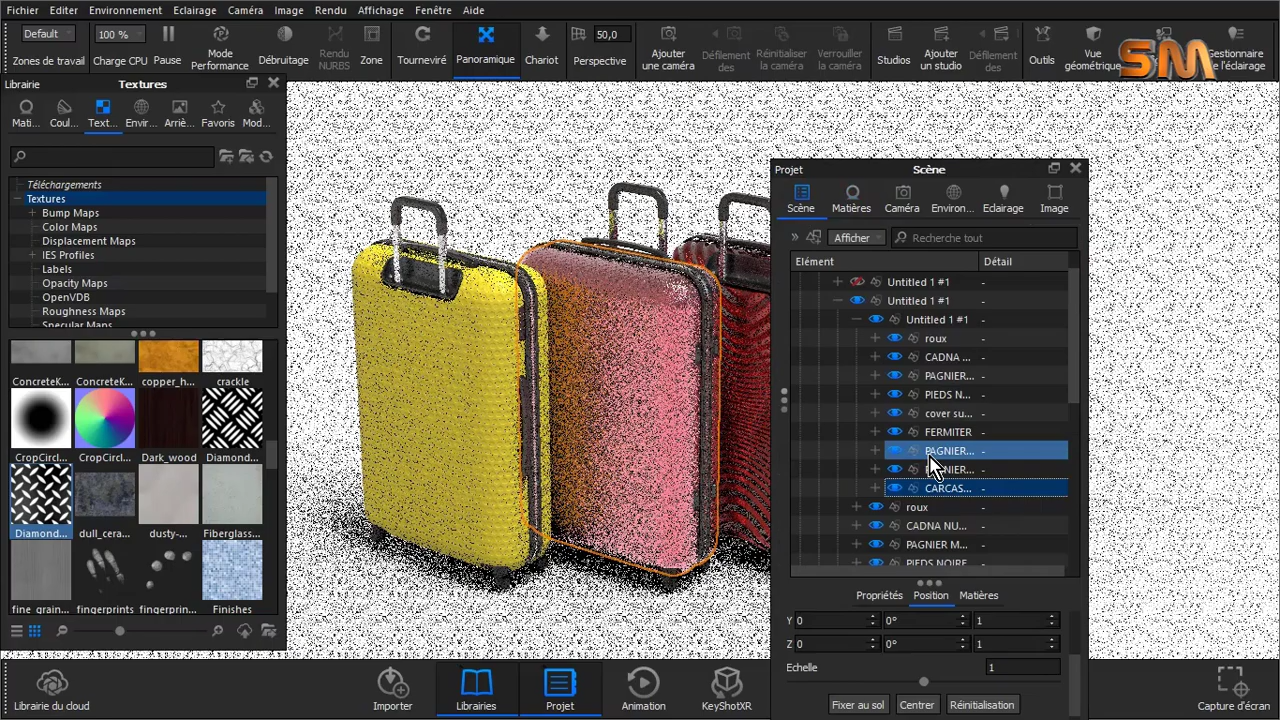 Fichier Editer Environnement Eclairage Caméra Image Rendu Affichage Fenêtre Aide
Default 100 % 50,0
Zones de travail Charge CPU Pause Mode Performance Débruitage Rendu NURBS Zone Tourneviré Panoramique Chariot Perspective Ajouter une caméra Défilement des Réinitialiser la caméra Verrouiller la caméra Studios Ajouter un studio Défilement des Outils Vue géométrique Gestionnaire de l'éclairage
SM
Librairie Textures
Mati... Coul... Text... Envir... Arriè... Favoris Mod...
Téléchargements
Textures
Bump Maps
Color Maps
Displacement Maps
IES Profiles
Labels
Opacity Maps
OpenVDB
Roughness Maps
Specular Maps
ConcreteK... ConcreteK... copper_h... crackle
CropCircl... CropCircl... Dark_wood Diamond...
Diamond... dull_cera... dusty-... Fiberglass...
fine_grain... fingerprints fingerprin... Finishes
Projet Scène
Scène Matières Caméra Environ... Eclairage Image
Afficher Recherche tout
Elément Détail
Untitled 1 #1 -
Untitled 1 #1 -
Untitled 1 #1 -
roux -
CADNA ... -
PAGNIER... -
PIEDS N... -
cover su... -
FERMITER -
PAGNIER... -
CARCAS... -
roux -
CADNA NU... -
PAGNIER M... -
PIEDS NOIRE -
Propriétés Position Matières
Y 0 0° 1
Z 0 0° 1
Echelle 1
Fixer au sol Centrer Réinitialisation
Librairie du cloud Importer Librairies Projet Animation KeyShotXR Capture d'écran